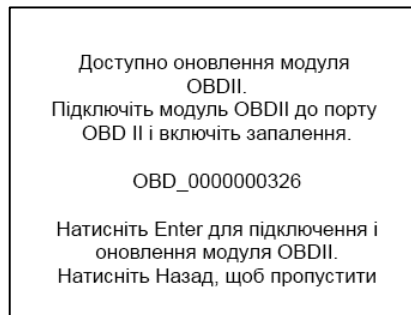 Доступно оновлення модуля
OBDII.
Підключіть модуль OBDII до порту
OBD II і включіть запалення.
OBD_0000000326
Натисніть Enter для підключення і
оновлення модуля OBDII.
Натисніть Назад, щоб пропустити